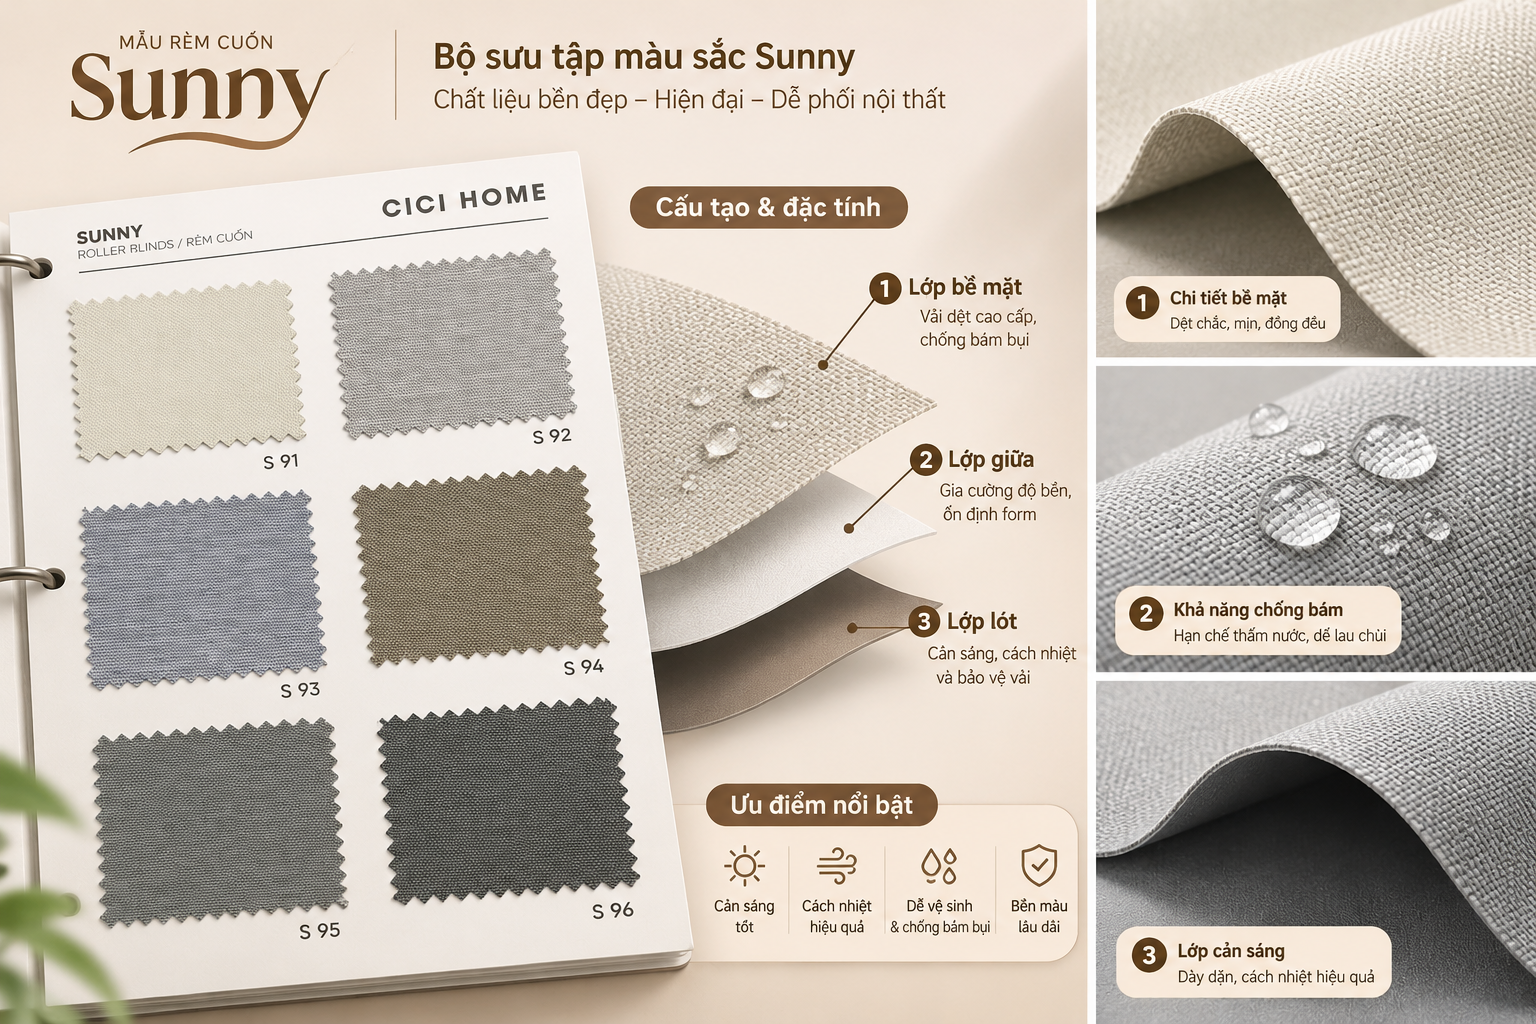 MẪU RÈM CUỐN
Sunny
Bộ sưu tập màu sắc Sunny
Chất liệu bền đẹp – Hiện đại – Dễ phối nội thất
CICI HOME
SUNNY
ROLLER BLINDS / RÈM CUỐN
S 91
S 92
S 93
S 94
S 95
S 96
Cấu tạo & đặc tính
1 Lớp bề mặt
Vải dệt cao cấp,
chống bám bụi
2 Lớp giữa
Gia cường độ bền,
ổn định form
3 Lớp lót
Cản sáng, cách nhiệt
và bảo vệ vải
Ưu điểm nổi bật
Cản sáng
tốt
Cách nhiệt
hiệu quả
Dễ vệ sinh
& chống bám bụi
Bền màu
lâu dài
1 Chi tiết bề mặt
Dệt chắc, mịn, đồng đều
2 Khả năng chống bám
Hạn chế thấm nước, dể lau chùi
3 Lớp cản sáng
Dày dặn, cách nhiệt hiệu quả